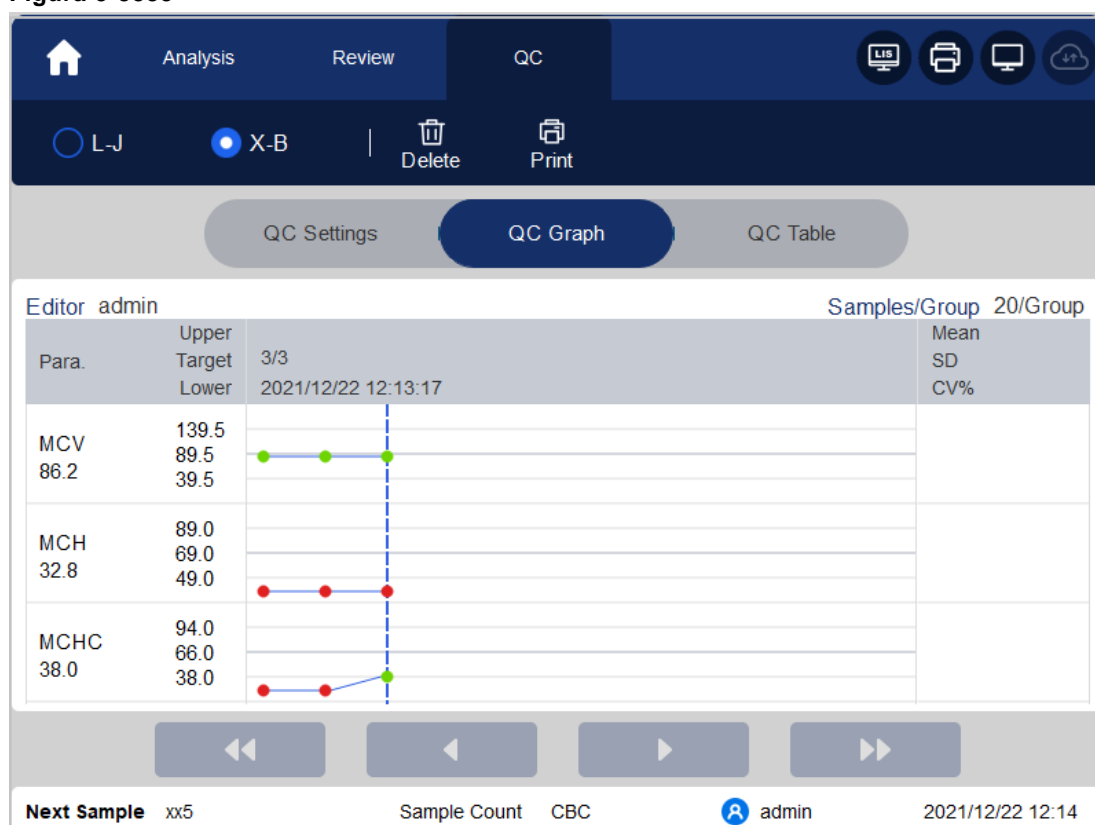 Analysis Review QC
LIS
L-J X-B Delete Print
QC Settings QC Graph QC Table
Editor admin Samples/Group 20/Group
Para. Upper Target Lower 3/3 2021/12/22 12:13:17 Mean SD CV%
MCV 86.2 139.5 89.5 39.5
MCH 32.8 89.0 69.0 49.0
MCHC 38.0 94.0 66.0 38.0
Next Sample xx5 Sample Count CBC admin 2021/12/22 12:14